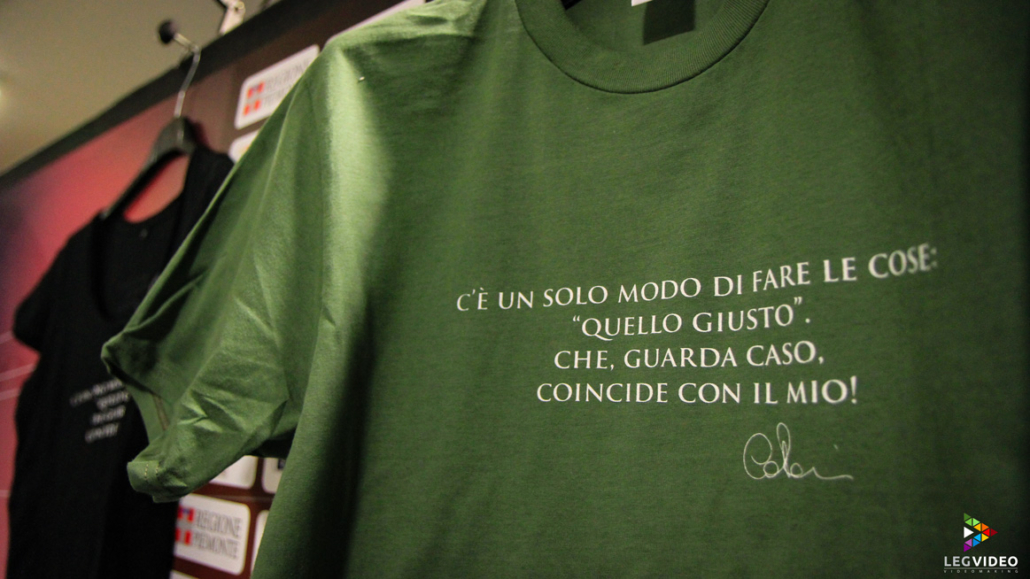 C'È UN SOLO MODO DI FARE LE COSE:
“QUELLO GIUSTO”.
CHE, GUARDA CASO,
COINCIDE CON IL MIO!
REGIONE
PIEMONTE
LEGVIDEO
VIDEOMAKING